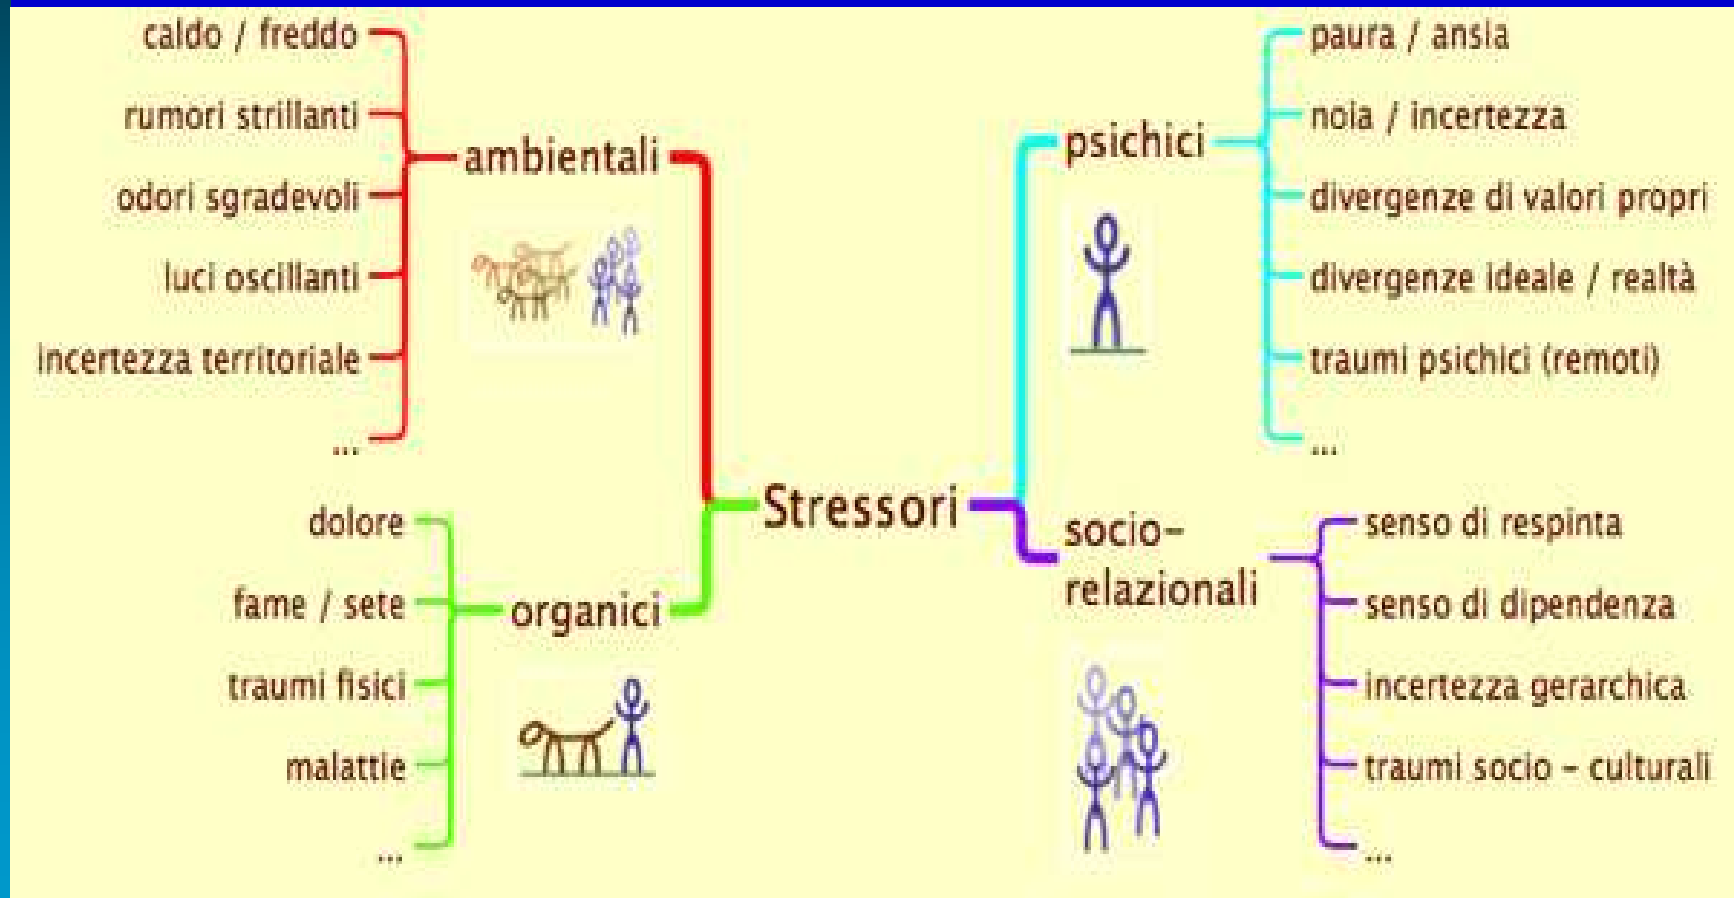 caldo / freddo
rumori strillanti
odori sgradevoli
luci oscillanti
incertezza territoriale
...
ambientali
dolore
fame / sete
traumi fisici
malattie
...
organici
Stressori
psichici
paura / ansia
noia / incertezza
divergenze di valori propri
divergenze ideale / realtà
traumi psichici (remoti)
...
socio-
relazionali
senso di respinta
senso di dipendenza
incertezza gerarchica
traumi socio - culturali
...